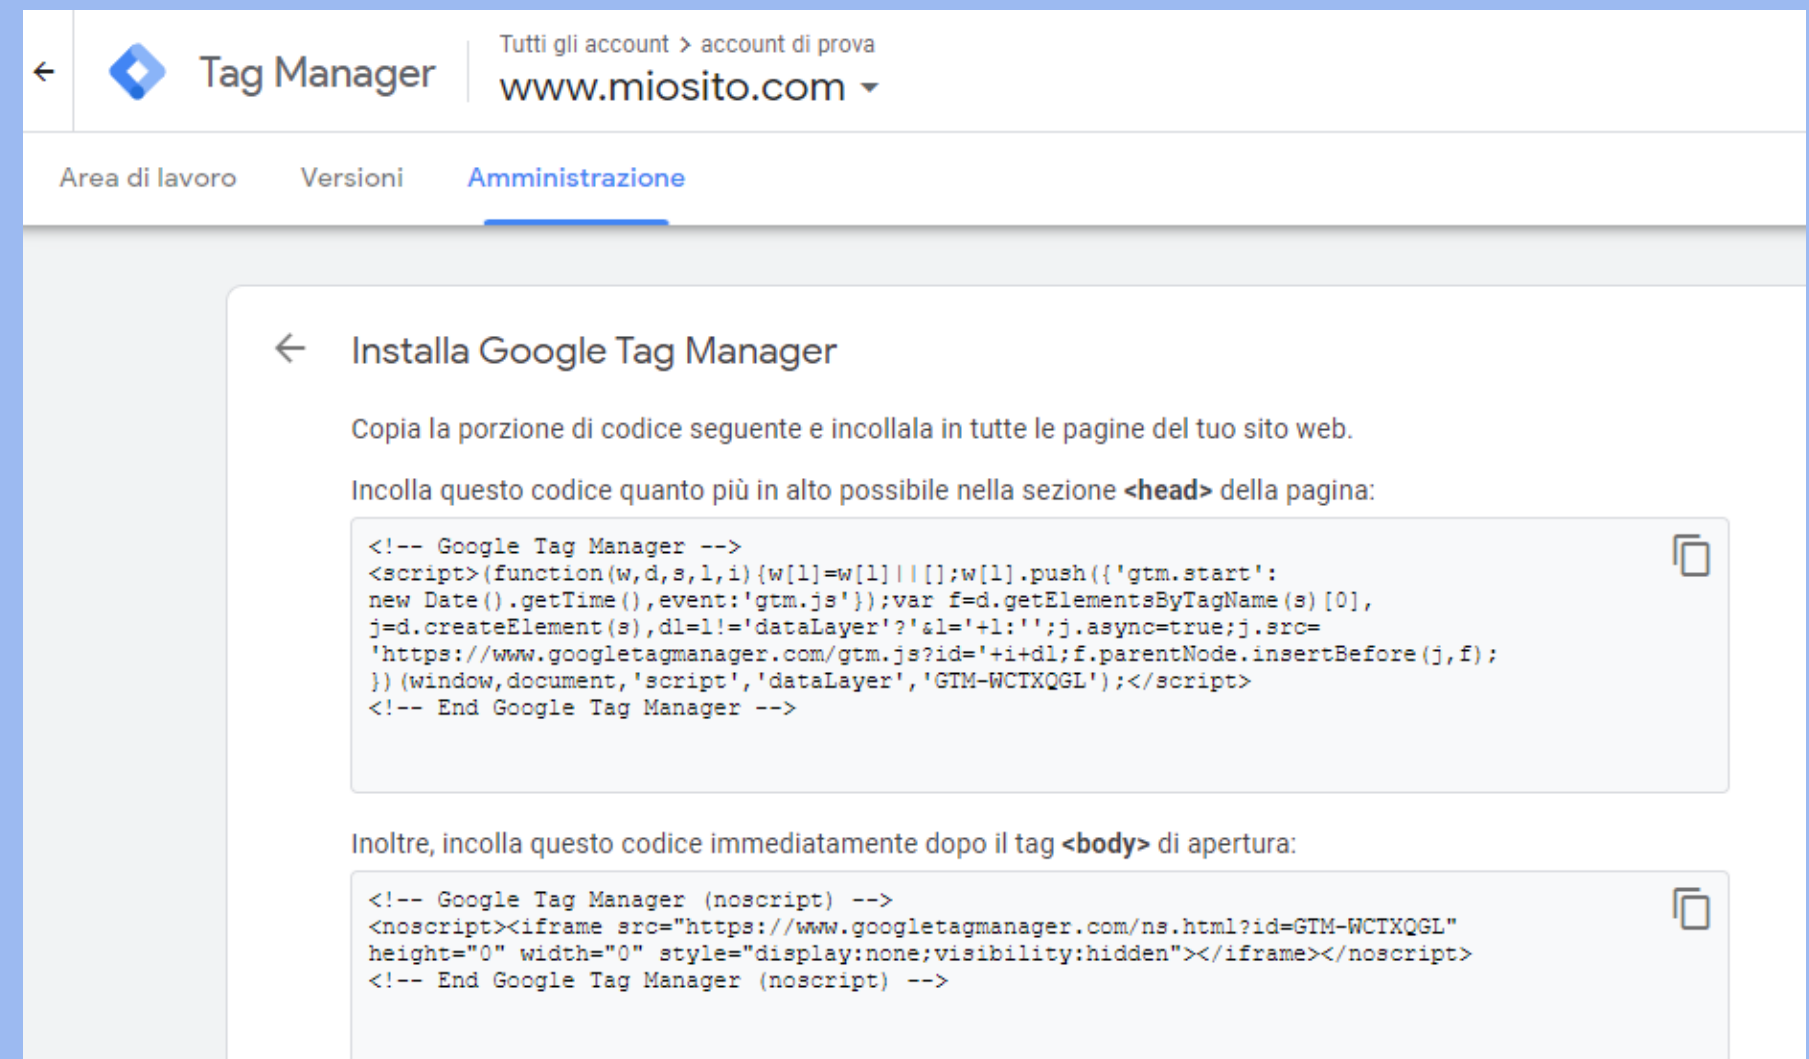 Tag Manager
Tutti gli account > account di prova
www.miosito.com
Area di lavoro
Versioni
Amministrazione
Installa Google Tag Manager
Copia la porzione di codice seguente e incollala in tutte le pagine del tuo sito web.
Incolla questo codice quanto più in alto possibile nella sezione <head> della pagina:
<!-- Google Tag Manager -->
<script>(function(w,d,s,l,i){w[l]=w[l]||[];w[l].push({'gtm.start':
new Date().getTime(),event:'gtm.js'});var f=d.getElementsByTagName(s)[0],
j=d.createElement(s),dl=l!='dataLayer'?'&l='+l:'';j.async=true;j.src=
'https://www.googletagmanager.com/gtm.js?id='+i+dl;f.parentNode.insertBefore(j,f);
})(window,document,'script','dataLayer','GTM-WCTXQGL');</script>
<!-- End Google Tag Manager -->
Inoltre, incolla questo codice immediatamente dopo il tag <body> di apertura:
<!-- Google Tag Manager (noscript) -->
<noscript><iframe src="https://www.googletagmanager.com/ns.html?id=GTM-WCTXQGL"
height="0" width="0" style="display:none;visibility:hidden"></iframe></noscript>
<!-- End Google Tag Manager (noscript) -->